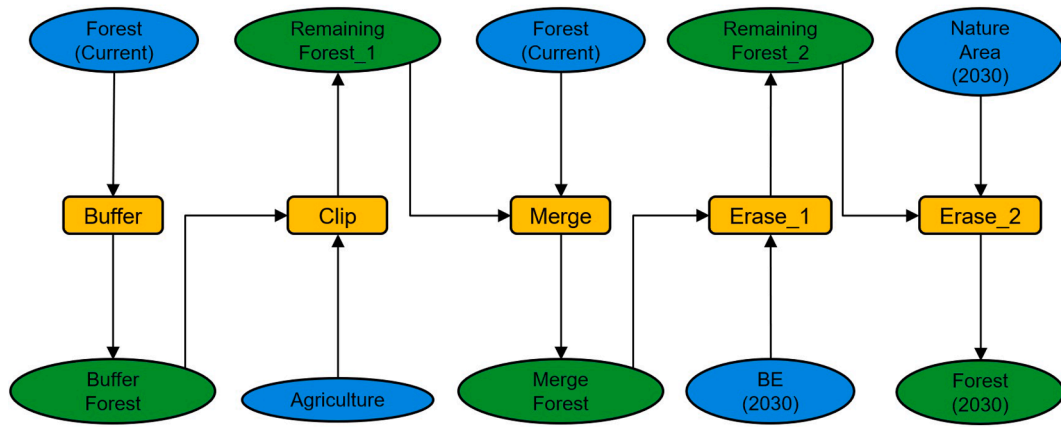 Forest
(Current)
Remaining
Forest_1
Forest
(Current)
Remaining
Forest_2
Nature
Area
(2030)
Buffer
Clip
Merge
Erase_1
Erase_2
Buffer
Forest
Agriculture
Merge
Forest
BE
(2030)
Forest
(2030)